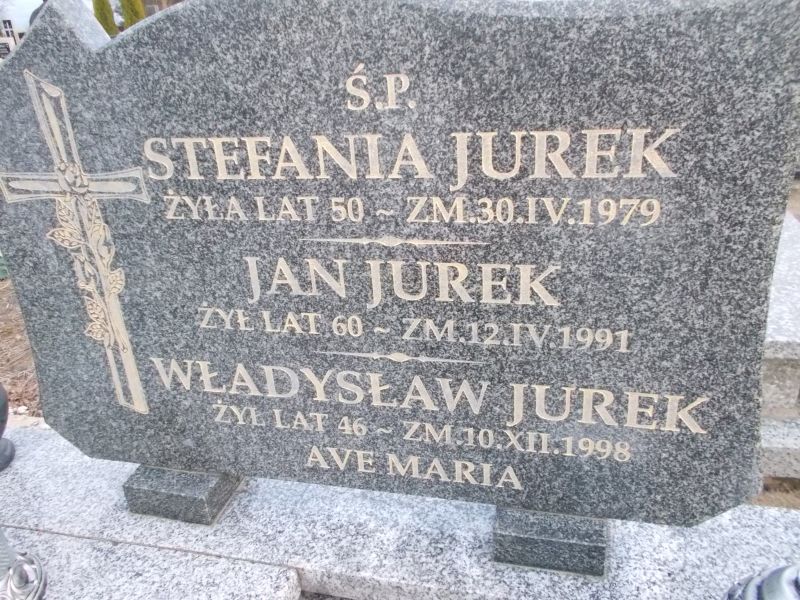 Ś.P.
STEFANIA JUREK
ŻYŁA LAT 50 ~ ZM.30.IV.1979
JAN JUREK
ŻYŁ LAT 60 ~ ZM.12.IV.1991
WŁADYSŁAW JUREK
ŻYŁ LAT 46 ~ ZM.10.XII.1998
AVE MARIA